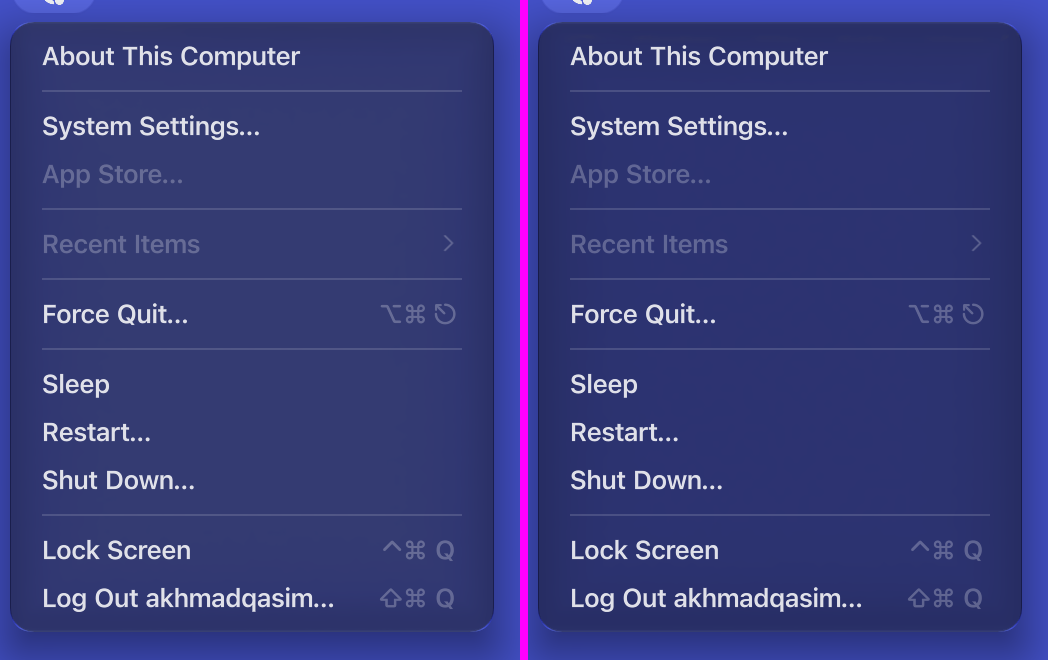 About This Computer
System Settings...
App Store...
Recent Items
Force Quit... ⌥⌘⎋
Sleep
Restart...
Shut Down...
Lock Screen ^⌘ Q
Log Out akhmadqasim... ⇧⌘ Q
About This Computer
System Settings...
App Store...
Recent Items
Force Quit... ⌥⌘⎋
Sleep
Restart...
Shut Down...
Lock Screen ^⌘ Q
Log Out akhmadqasim... ⇧⌘ Q